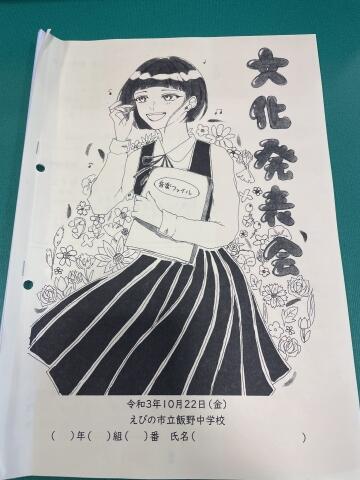 文化発表会
音楽ファイル
令和3年10月22日(金)
えびの市立飯野中学校
(　)年(　)組(　)番　氏名(　　　　　　　　)